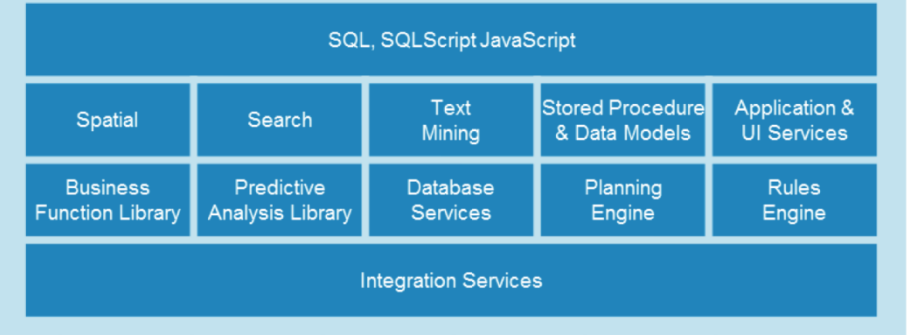 SQL, SQLScript JavaScript
Spatial
Search
Text
Mining
Stored Procedure
& Data Models
Application &
UI Services
Business
Function Library
Predictive
Analysis Library
Database
Services
Planning
Engine
Rules
Engine
Integration Services